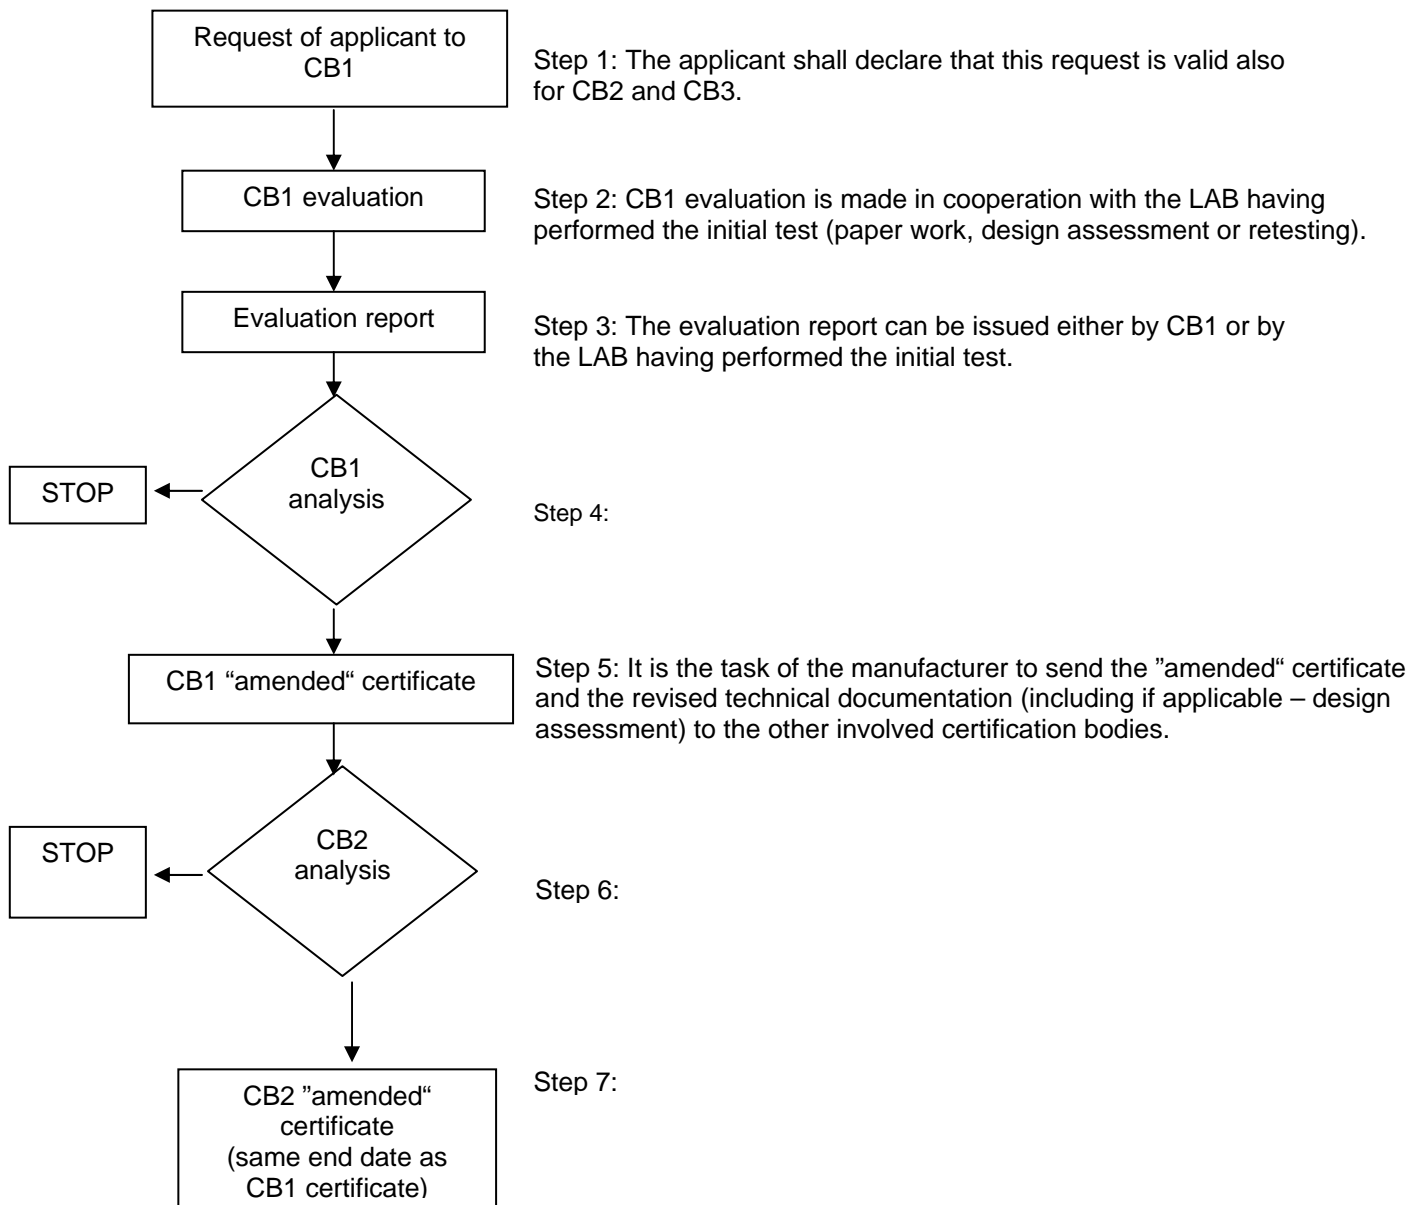 Request of applicant to
CB1
Step 1: The applicant shall declare that this request is valid also
for CB2 and CB3.
CB1 evaluation
Step 2: CB1 evaluation is made in cooperation with the LAB having
performed the initial test (paper work, design assessment or retesting).
Evaluation report
Step 3: The evaluation report can be issued either by CB1 or by
the LAB having performed the initial test.
CB1
analysis
STOP
Step 4:
CB1 “amended“ certificate
Step 5: It is the task of the manufacturer to send the ”amended“ certificate
and the revised technical documentation (including if applicable – design
assessment) to the other involved certification bodies.
CB2
analysis
STOP
Step 6:
Step 7:
CB2 ”amended“
certificate
(same end date as
CB1 certificate)